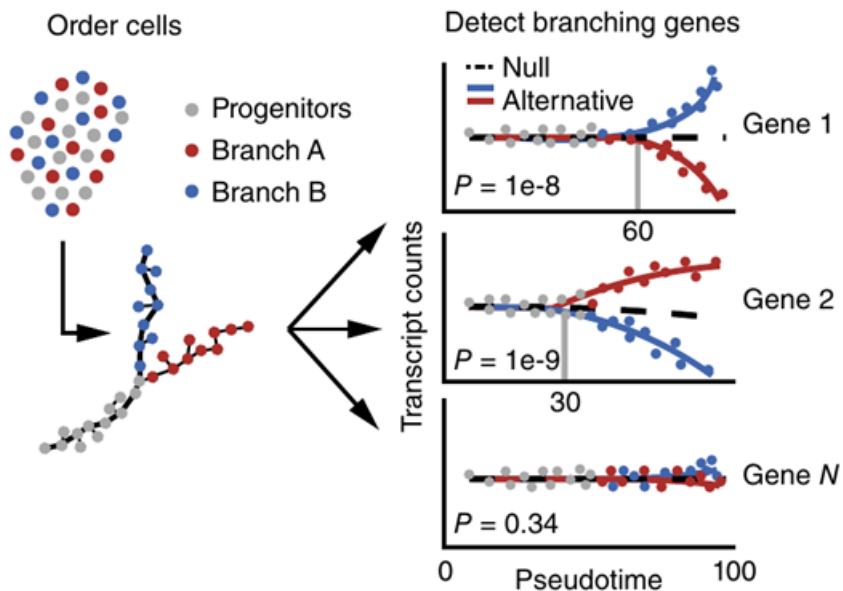 Order cells
Progenitors
Branch A
Branch B
Detect branching genes
Null
Alternative
Gene 1
P = 1e-8
60
Gene 2
P = 1e-9
30
Gene N
P = 0.34
0
100
Pseudotime
Transcript counts